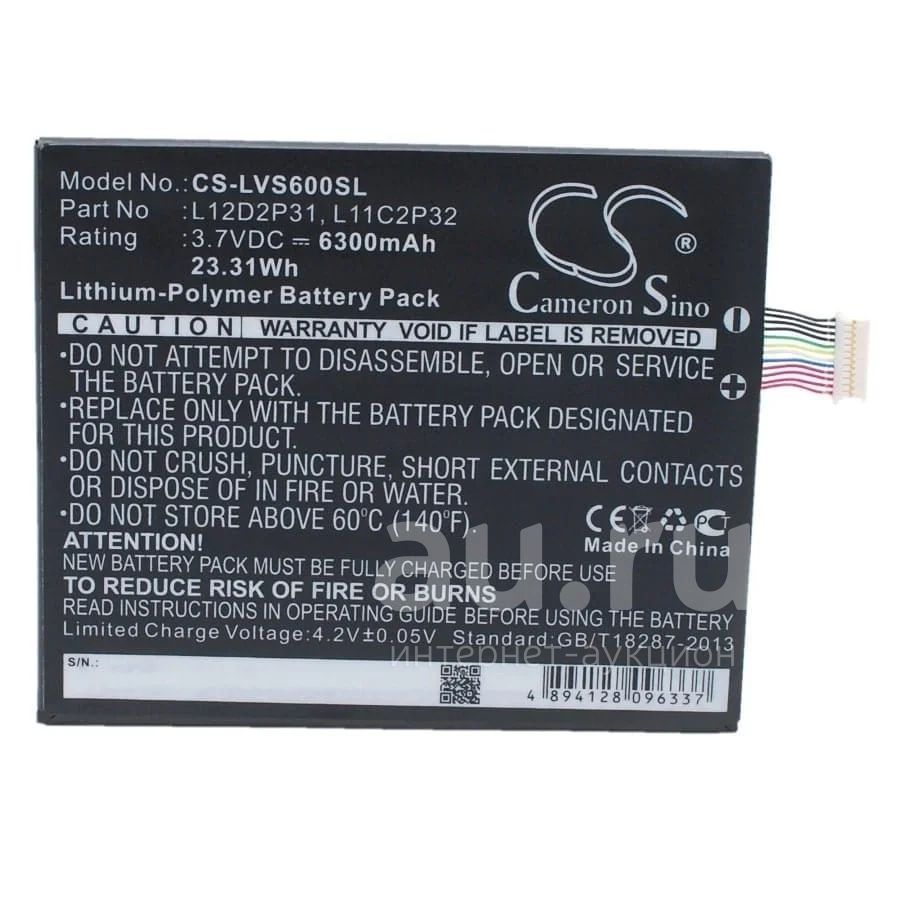 Model No.: CS-LVS600SL
Part No : L12D2P31, L11C2P32
Rating : 3.7VDC ⎓ 6300mAh
23.31Wh
Lithium-Polymer Battery Pack
CS ®
Cameron Sino
CAUTION WARRANTY VOID IF LABEL IS REMOVED
•DO NOT ATTEMPT TO DISASSEMBLE, OPEN OR SERVICE
THE BATTERY PACK.
•REPLACE ONLY WITH THE BATTERY PACK DESIGNATED
FOR THIS PRODUCT.
•DO NOT CRUSH, PUNCTURE, SHORT EXTERNAL CONTACTS
OR DISPOSE IN FIRE OR WATER.
•DO NOT STORE ABOVE 60°C (140°F).
CE PCT
Made In China
ATTENTION!
NEW BATTERY PACK MUST BE FULLY CHARGED BEFORE USE
TO REDUCE RISK OF FIRE OR BURNS
READ INSTRUCTIONS IN OPERATING GUIDE BEFORE USING BATTERY
Limited Charge Voltage:4.2V±0.05V Standard:GB/T18287-2013
S/N.:
4 894128 096337
au.ru
интернет-аукцион